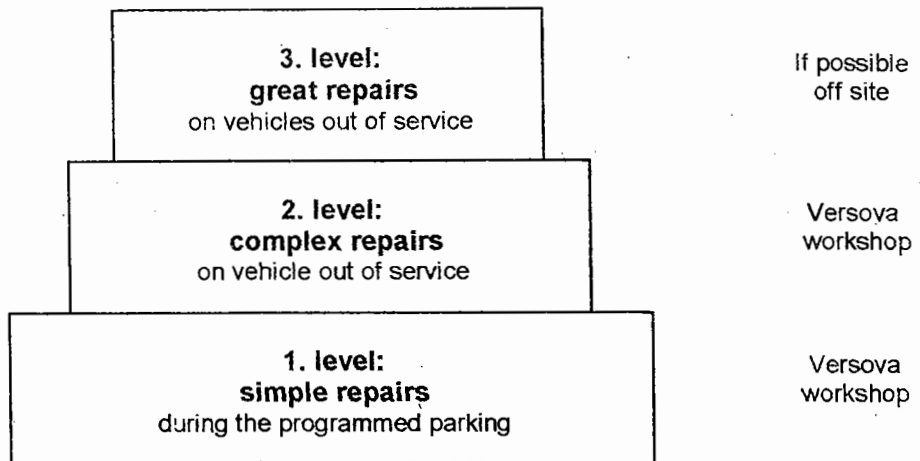 3. level:
great repairs
on vehicles out of service
If possible
off site
2. level:
complex repairs
on vehicle out of service
Versova
workshop
1. level:
simple repairs
during the programmed parking
Versova
workshop